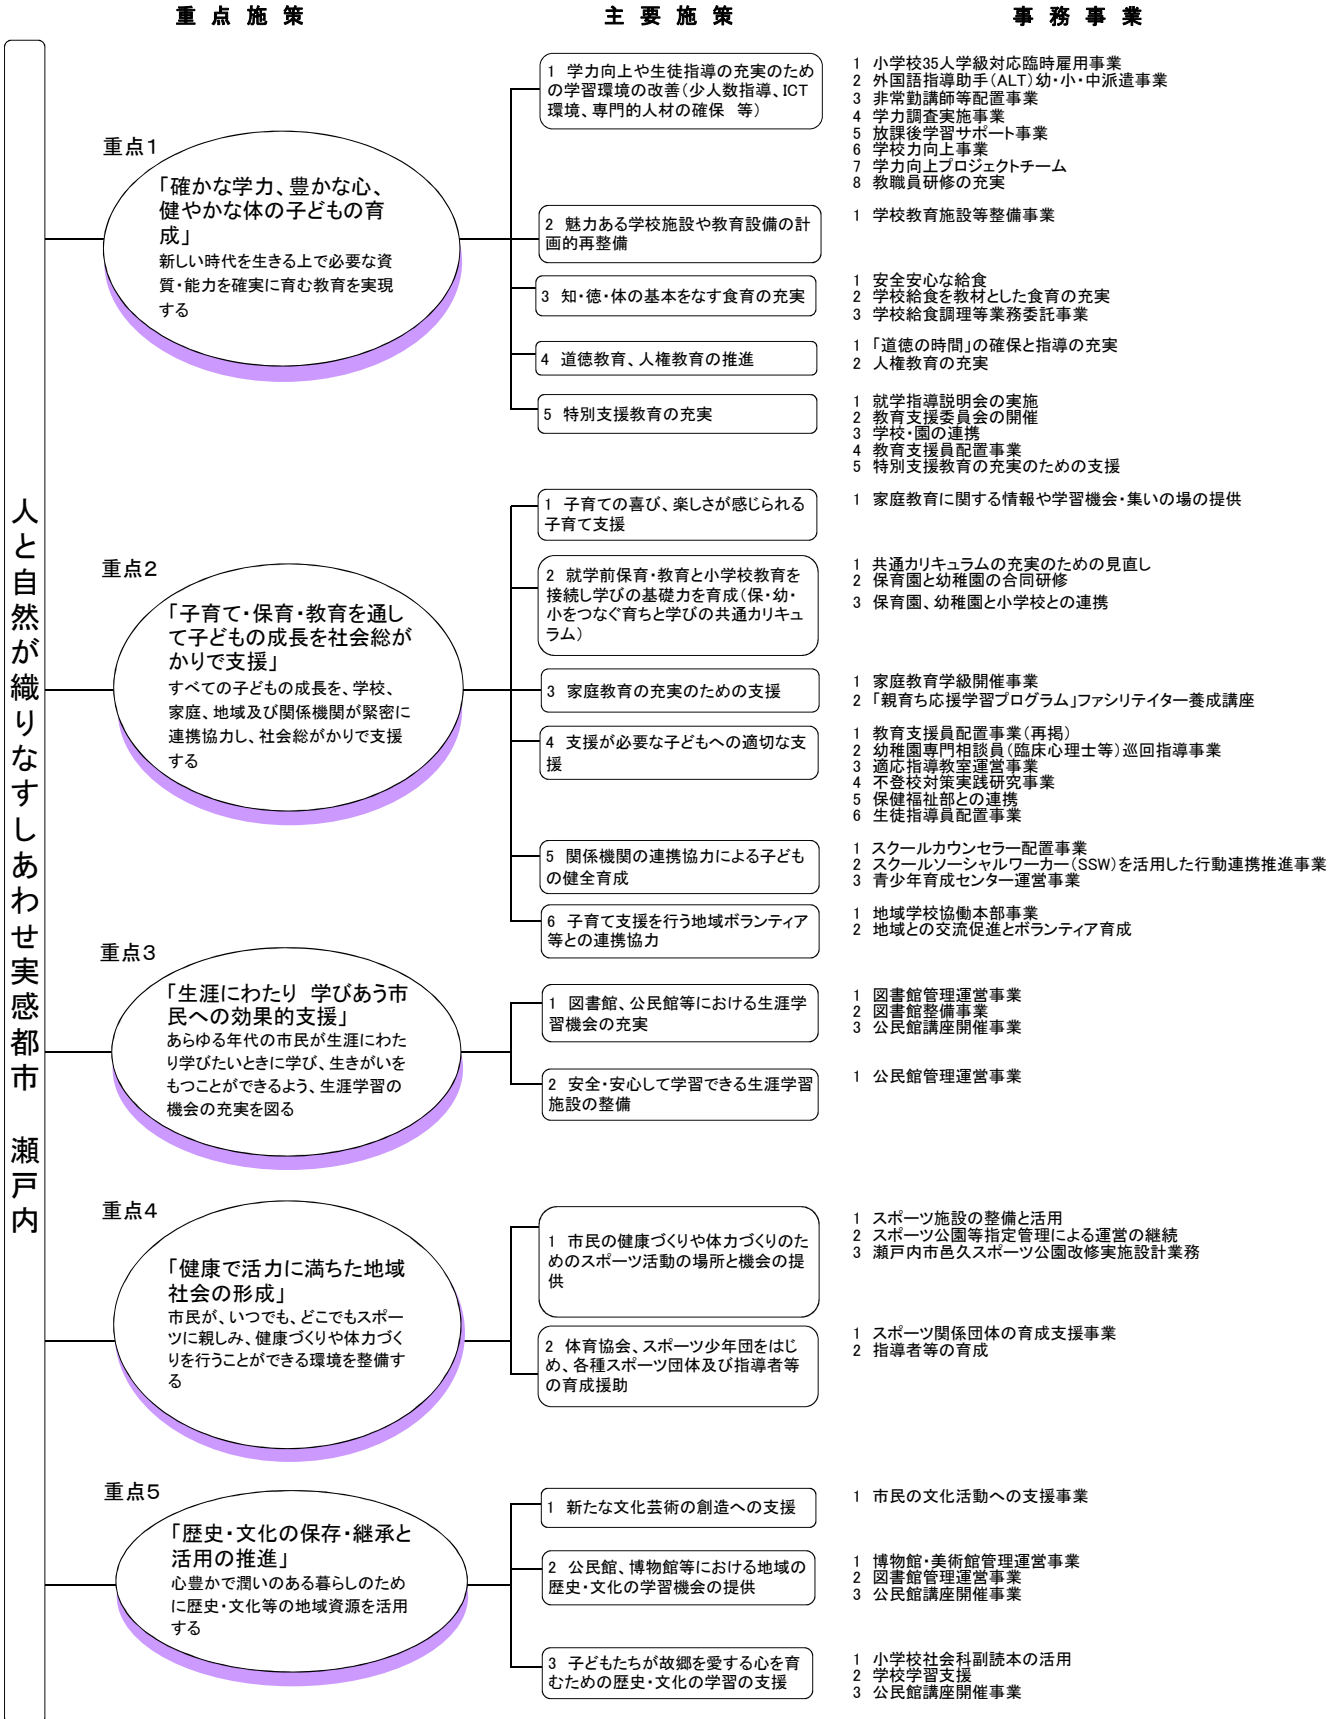 重点施策
主要施策
事務事業
人と自然が織りなすしあわせ実感都市　瀬戸内
重点1
「確かな学力、豊かな心、
健やかな体の子どもの育
成」
新しい時代を生きる上で必要な資
質・能力を確実に育む教育を実現
する
1 学力向上や生徒指導の充実のため
の学習環境の改善(少人数指導、ICT
環境、専門的人材の確保　等)
1 小学校35人学級対応臨時雇用事業
2 外国語指導助手(ALT)幼・小・中派遣事業
3 非常勤講師等配置事業
4 学力調査実施事業
5 放課後学習サポート事業
6 学校力向上事業
7 学力向上プロジェクトチーム
8 教職員研修の充実
2 魅力ある学校施設や教育設備の計
画的再整備
1 学校教育施設等整備事業
3 知・徳・体の基本をなす食育の充実
1 安全安心な給食
2 学校給食を教材とした食育の充実
3 学校給食調理等業務委託事業
4 道徳教育、人権教育の推進
1 「道徳の時間」の確保と指導の充実
2 人権教育の充実
5 特別支援教育の充実
1 就学指導説明会の実施
2 教育支援委員会の開催
3 学校・園の連携
4 教育支援員配置事業
5 特別支援教育の充実のための支援
重点2
「子育て・保育・教育を通し
て子どもの成長を社会総が
かりで支援」
すべての子どもの成長を、学校、
家庭、地域及び関係機関が緊密に
連携協力し、社会総がかりで支援
する
1 子育ての喜び、楽しさが感じられる
子育て支援
1 家庭教育に関する情報や学習機会・集いの場の提供
2 就学前保育・教育と小学校教育を
接続し学びの基礎力を育成(保・幼・
小をつなぐ育ちと学びの共通カリキュ
ラム)
1 共通カリキュラムの充実のための見直し
2 保育園と幼稚園の合同研修
3 保育園、幼稚園と小学校との連携
3 家庭教育の充実のための支援
1 家庭教育学級開催事業
2 「親育ち応援学習プログラム」ファシリテイター養成講座
4 支援が必要な子どもへの適切な支
援
1 教育支援員配置事業(再掲)
2 幼稚園専門相談員(臨床心理士等)巡回指導事業
3 適応指導教室運営事業
4 不登校対策実践研究事業
5 保健福祉部との連携
6 生徒指導員配置事業
5 関係機関の連携協力による子ども
の健全育成
1 スクールカウンセラー配置事業
2 スクールソーシャルワーカー(SSW)を活用した行動連携推進事業
3 青少年育成センター運営事業
6 子育て支援を行う地域ボランティア
等との連携協力
1 地域学校協働本部事業
2 地域との交流促進とボランティア育成
重点3
「生涯にわたり　学びあう市
民への効果的支援」
あらゆる年代の市民が生涯にわた
り学びたいときに学び、生きがいを
もつことができるよう、生涯学習の
機会の充実を図る
1 図書館、公民館等における生涯学
習機会の充実
1 図書館管理運営事業
2 図書館整備事業
3 公民館講座開催事業
2 安全・安心して学習できる生涯学習
施設の整備
1 公民館管理運営事業
重点4
「健康で活力に満ちた地域
社会の形成」
市民が、いつでも、どこでもスポー
ツに親しみ、健康づくりや体力づく
りを行うことができる環境を整備す
る
1 市民の健康づくりや体力づくりのた
めのスポーツ活動の場所と機会の提
供
1 スポーツ施設の整備と活用
2 スポーツ公園等指定管理による運営の継続
3 瀬戸内市邑久スポーツ公園改修実施設計業務
2 体育協会、スポーツ少年団をはじ
め、各種スポーツ団体及び指導者等
の育成援助
1 スポーツ関係団体の育成支援事業
2 指導者等の育成
重点5
「歴史・文化の保存・継承と
活用の推進」
心豊かで潤いのある暮らしのため
に歴史・文化等の地域資源を活用
する
1 新たな文化芸術の創造への支援
1 市民の文化活動への支援事業
2 公民館、博物館等における地域の
歴史・文化の学習機会の提供
1 博物館・美術館管理運営事業
2 図書館管理運営事業
3 公民館講座開催事業
3 子どもたちが故郷を愛する心を育
むための歴史・文化の学習の支援
1 小学校社会科副読本の活用
2 学校学習支援
3 公民館講座開催事業